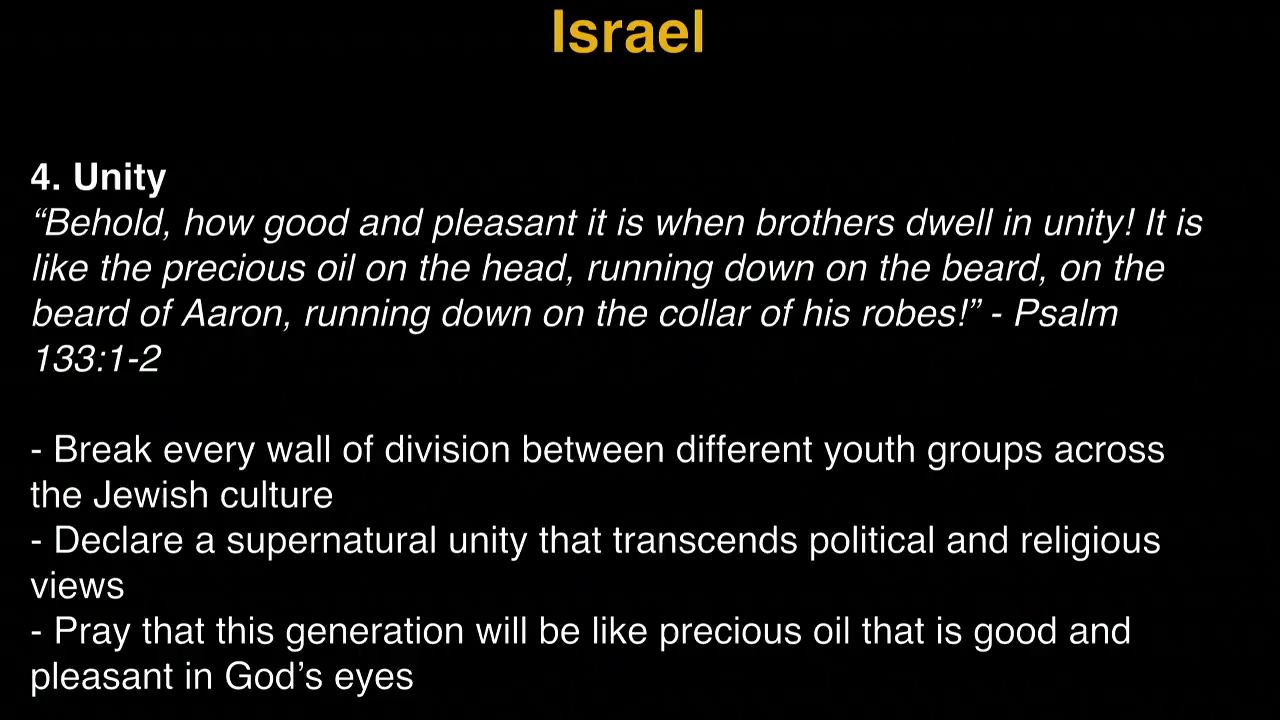 Israel
4. Unity
“Behold, how good and pleasant it is when brothers dwell in unity! It is
like the precious oil on the head, running down on the beard, on the
beard of Aaron, running down on the collar of his robes!” - Psalm
133:1-2
- Break every wall of division between different youth groups across
the Jewish culture
- Declare a supernatural unity that transcends political and religious
views
- Pray that this generation will be like precious oil that is good and
pleasant in God’s eyes